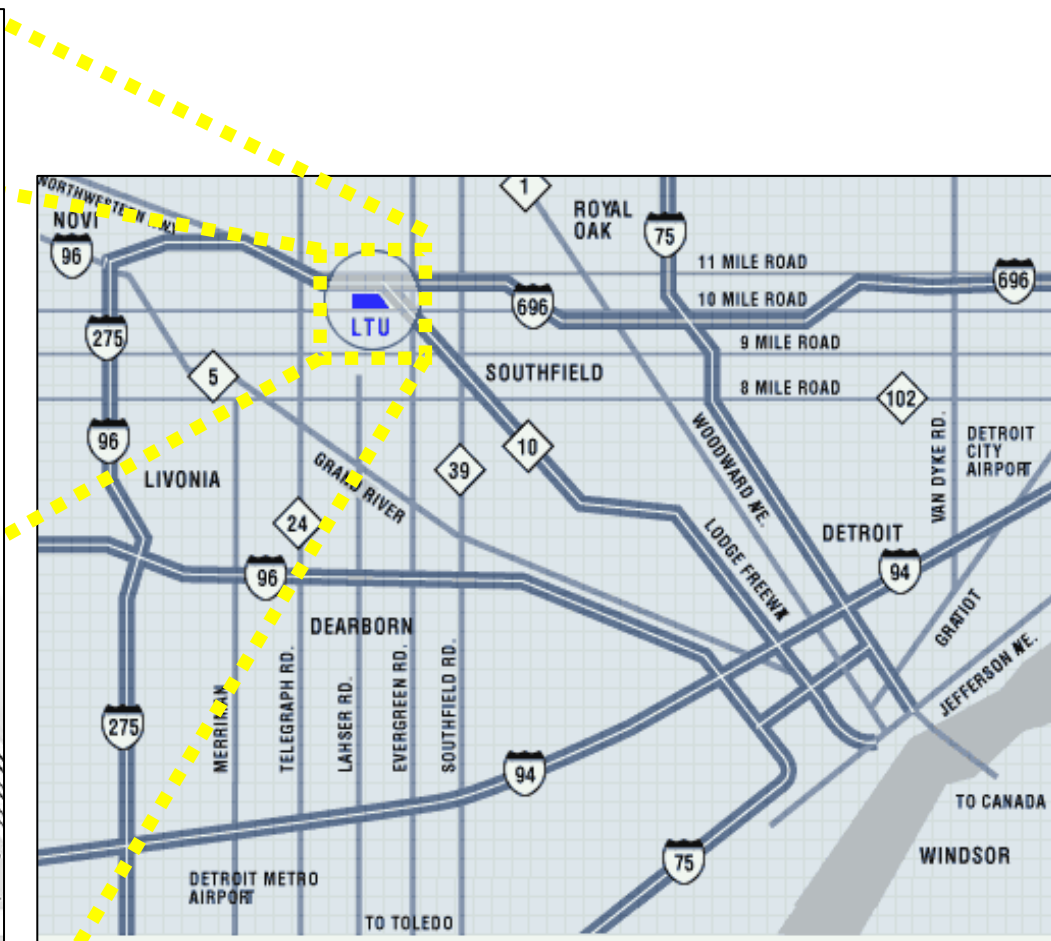 NORTHWESTERN HWY
NOVI
96
1
ROYAL
OAK
75
11 MILE ROAD
696
10 MILE ROAD
696
LTU
275
9 MILE ROAD
5
SOUTHFIELD
8 MILE ROAD
102
96
10
WOODWARD AVE.
VAN DYKE RD.
DETROIT
CITY
AIRPORT
LIVONIA
GRAND RIVER
39
24
LODGE FREEWAY
DETROIT
96
94
DEARBORN
GRATIOT
JEFFERSON AVE.
MERRIMAN
TELEGRAPH RD.
LAHSER RD.
EVERGREEN RD.
SOUTHFIELD RD.
275
94
TO CANADA
75
WINDSOR
DETROIT METRO
AIRPORT
TO TOLEDO